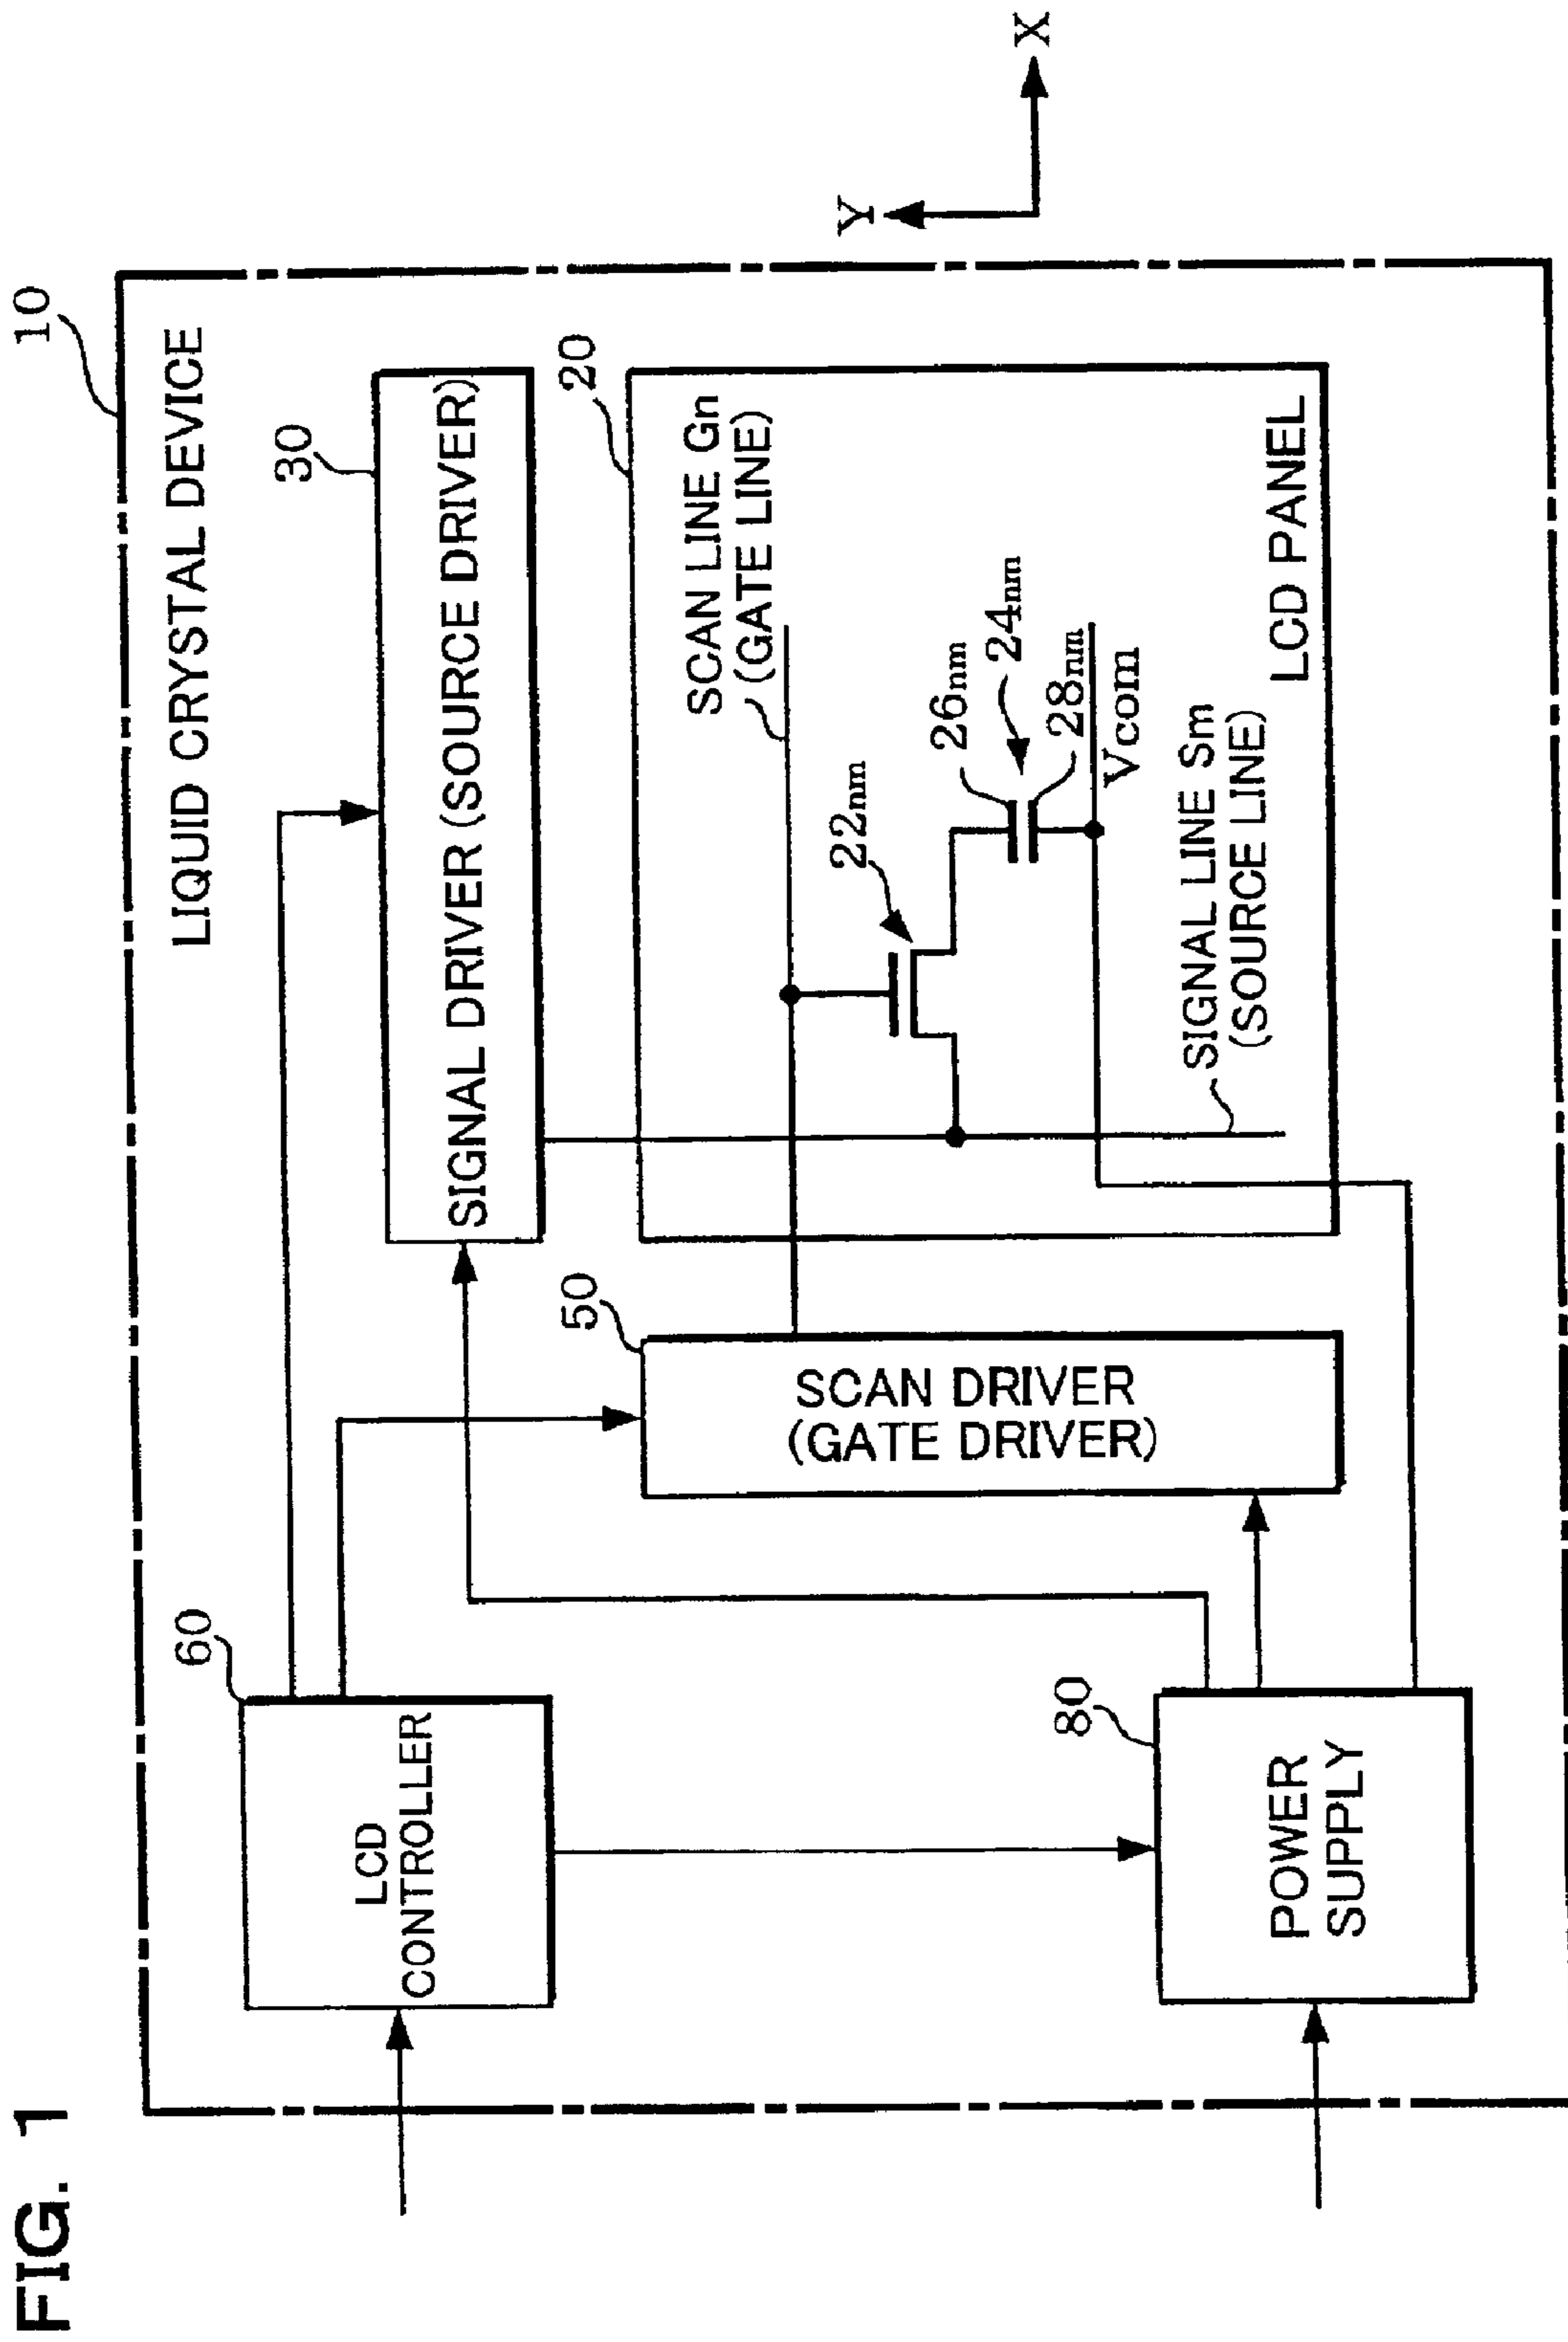 FIG. 1
10
LIQUID CRYSTAL DEVICE
60
LCD
CONTROLLER
30
SIGNAL DRIVER (SOURCE DRIVER)
50
SCAN DRIVER
(GATE DRIVER)
20
SCAN LINE Gn
(GATE LINE)
22nm
26nm
24nm
28nm
Vcom
SIGNAL LINE Sm
(SOURCE LINE)
LCD PANEL
80
POWER
SUPPLY
Y
X